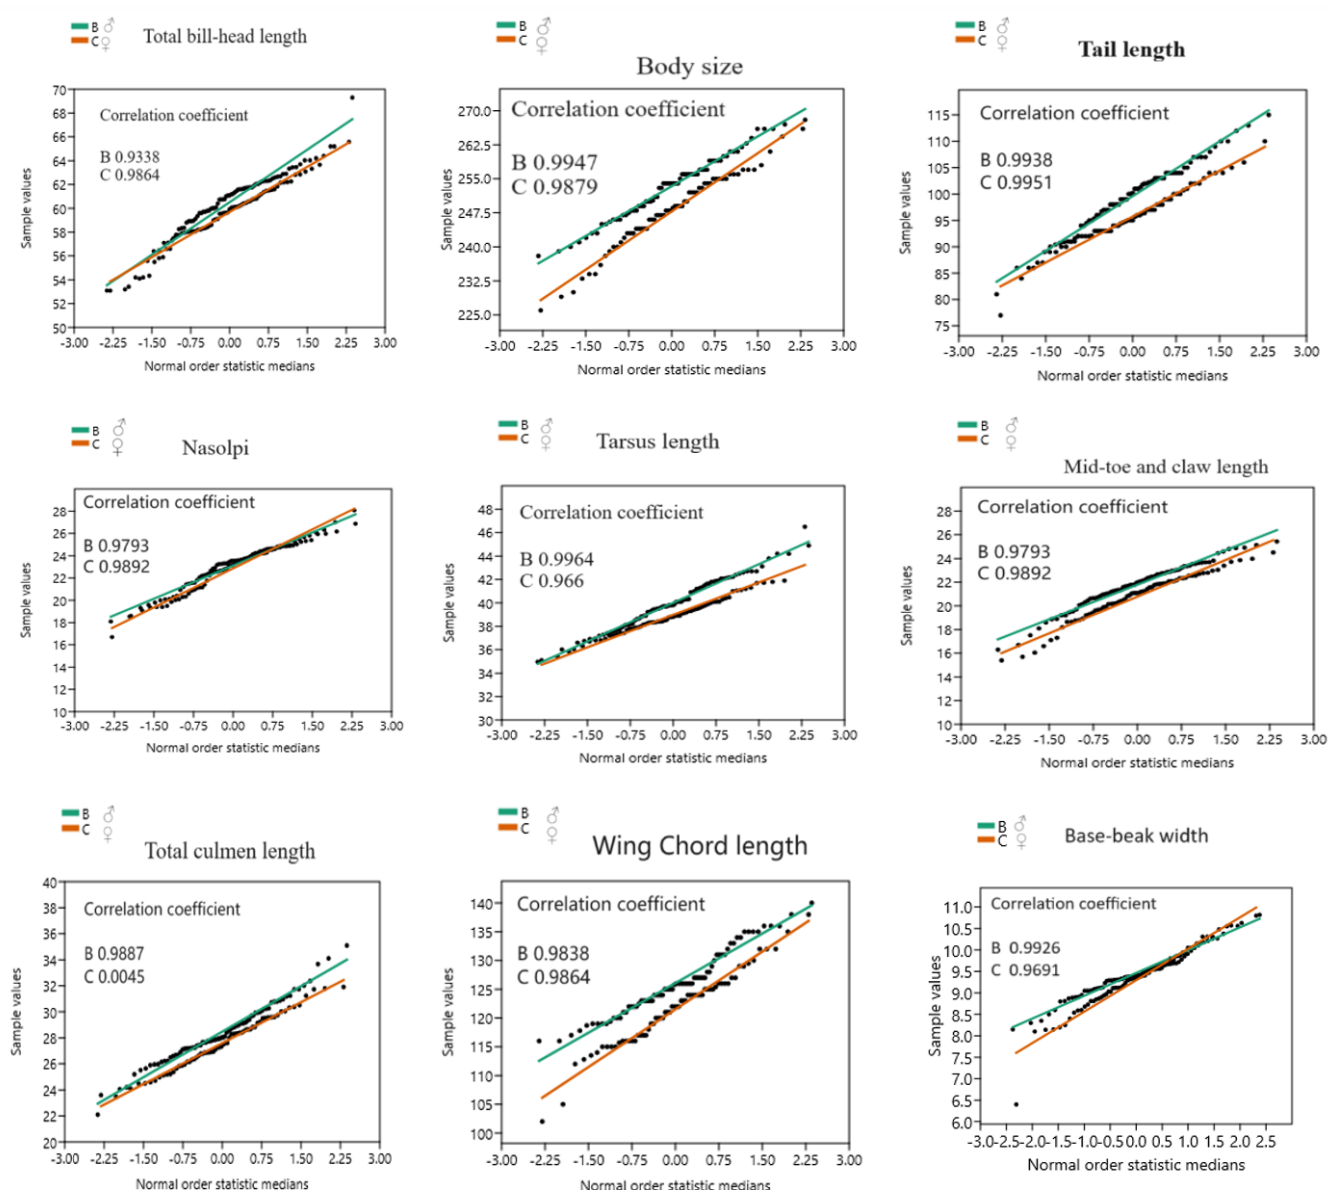 B ♂
C ♀
Total bill-head length
Correlation coefficient
B 0.9338
C 0.9864
Sample values
70
68
66
64
62
60
58
56
54
52
50
-3.00 -2.25 -1.50 -0.75 0.00 0.75 1.50 2.25 3.00
Normal order statistic medians
B ♂
C ♀
Body size
Correlation coefficient
B 0.9947
C 0.9879
Sample values
270.0
262.5
255.0
247.5
240.0
232.5
225.0
-3.00 -2.25 -1.50 -0.75 0.00 0.75 1.50 2.25 3.00
Normal order statistic medians
B ♂
C ♀
Tail length
Correlation coefficient
B 0.9938
C 0.9951
Sample values
115
110
105
100
95
90
85
80
75
-3.00 -2.25 -1.50 -0.75 0.00 0.75 1.50 2.25 3.00
Normal order statistic medians
B ♂
C ♀
Nasolpi
Correlation coefficient
B 0.9793
C 0.9892
Sample values
28
26
24
22
20
18
16
14
12
10
-3.00 -2.25 -1.50 -0.75 0.00 0.75 1.50 2.25 3.00
Normal order statistic medians
B ♂
C ♀
Tarsus length
Correlation coefficient
B 0.9964
C 0.966
Sample values
48
46
44
42
40
38
36
34
32
30
-3.00 -2.25 -1.50 -0.75 0.00 0.75 1.50 2.25 3.00
Normal order statistic medians
B ♂
C ♀
Mid-toe and claw length
Correlation coefficient
B 0.9793
C 0.9892
Sample values
28
26
24
22
20
18
16
14
12
10
-3.00 -2.25 -1.50 -0.75 0.00 0.75 1.50 2.25 3.00
Normal order statistic medians
B ♂
C ♀
Total culmen length
Correlation coefficient
B 0.9887
C 0.0045
Sample values
40
38
36
34
32
30
28
26
24
22
20
-3.00 -2.25 -1.50 -0.75 0.00 0.75 1.50 2.25 3.00
Normal order statistic medians
B ♂
C ♀
Wing Chord length
Correlation coefficient
B 0.9838
C 0.9864
Sample values
140
135
130
125
120
115
110
105
100
-3.00 -2.25 -1.50 -0.75 0.00 0.75 1.50 2.25 3.00
Normal order statistic medians
B ♂
C ♀
Base-beak width
Correlation coefficient
B 0.9926
C 0.9691
Sample values
11.0
10.5
10.0
9.5
9.0
8.5
8.0
7.5
7.0
6.5
6.0
-3.0 -2.5 -2.0 -1.5 -1.0 -0.5 0.0 0.5 1.0 1.5 2.0 2.5
Normal order statistic medians